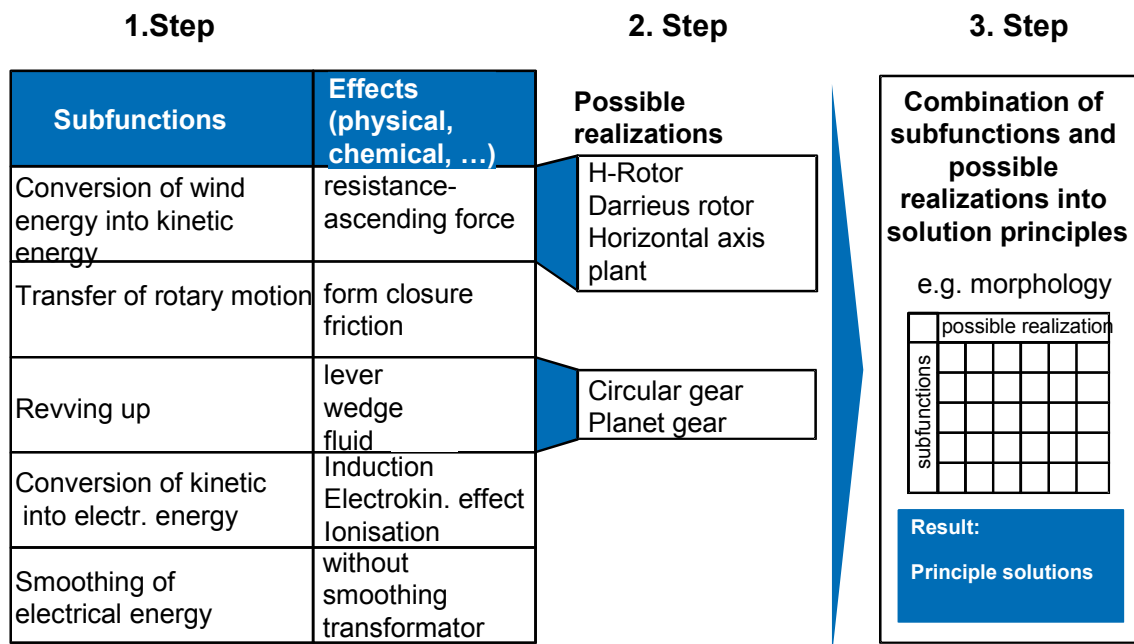 1.Step
2. Step
3. Step
Subfunctions
Effects
(physical,
chemical, …)
Conversion of wind
energy into kinetic
energy
resistance-
ascending force
Transfer of rotary motion
form closure
friction
Revving up
lever
wedge
fluid
Conversion of kinetic
into electr. energy
Induction
Electrokin. effect
Ionisation
Smoothing of
electrical energy
without
smoothing
transformator
Possible
realizations
H-Rotor
Darrieus rotor
Horizontal axis
plant
Circular gear
Planet gear
Combination of
subfunctions and
possible
realizations into
solution principles
e.g. morphology
possible realization
subfunctions
Result:
Principle solutions